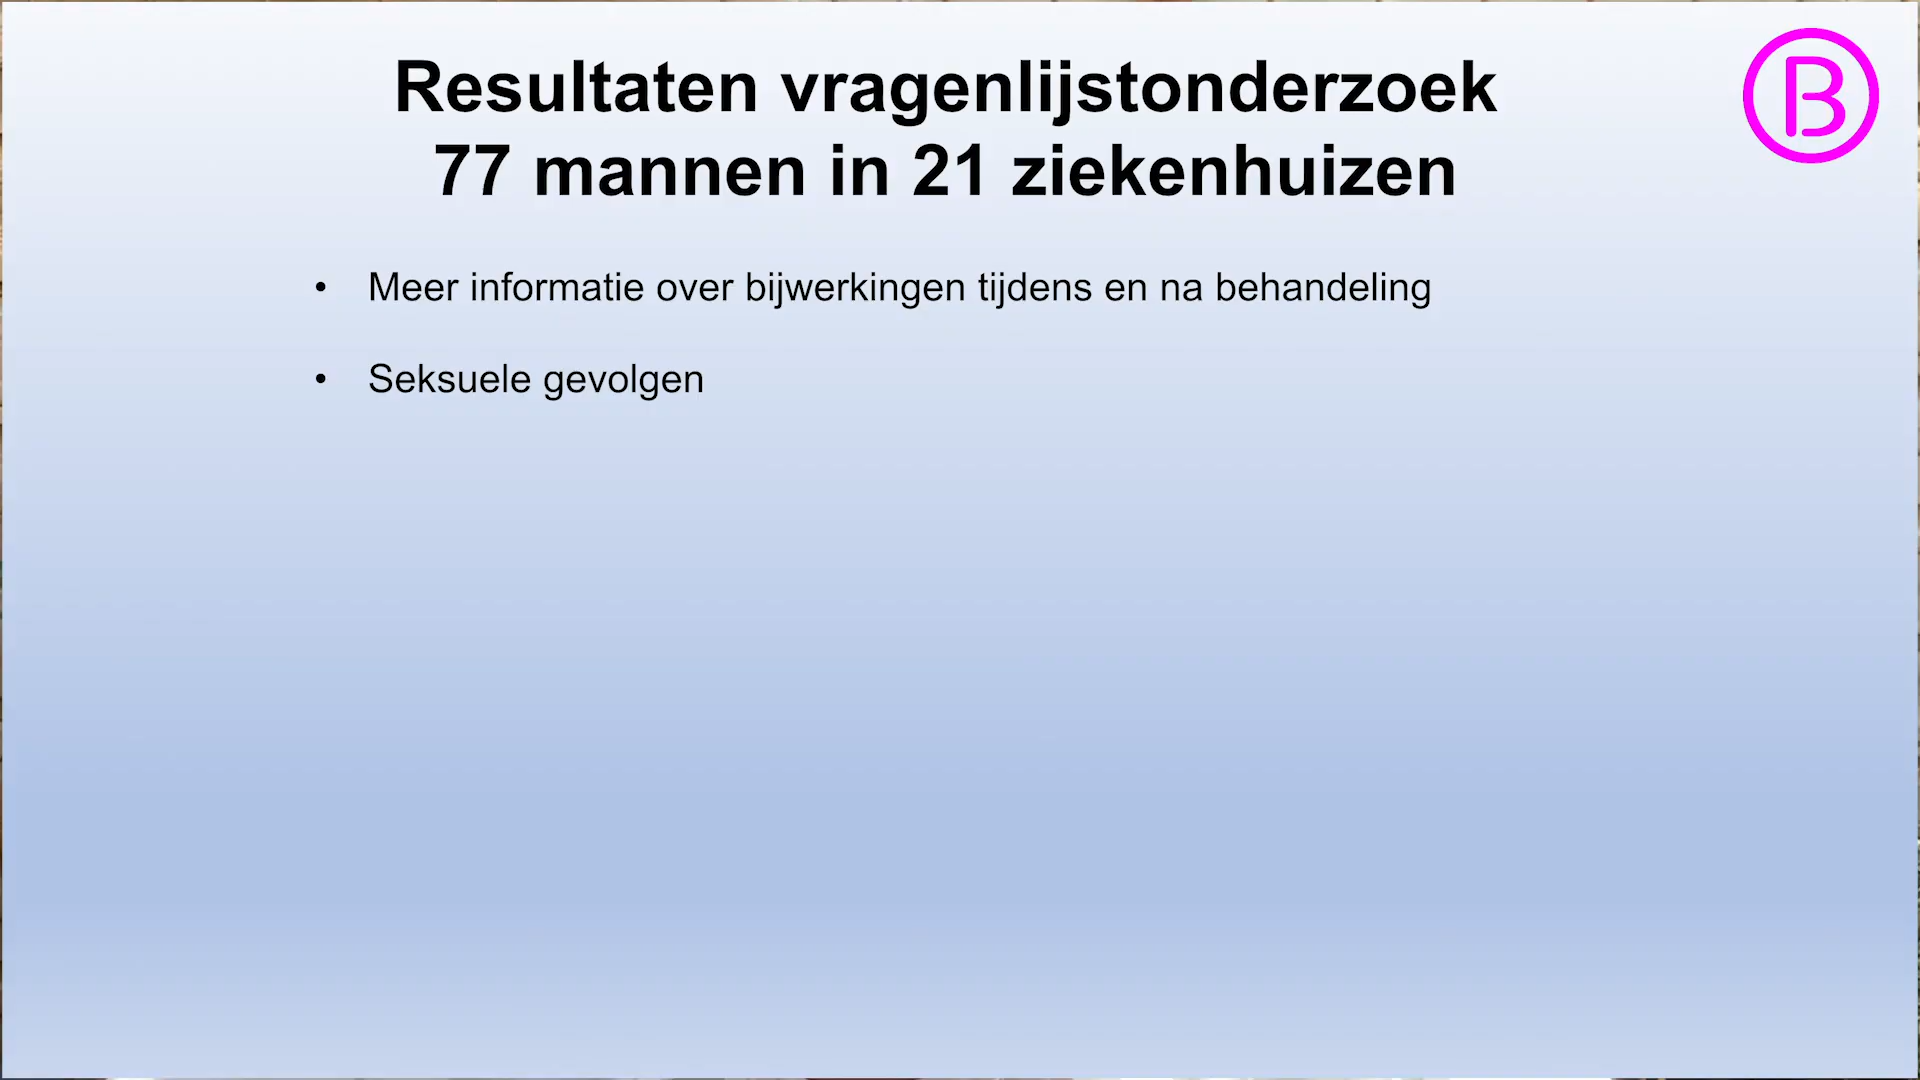 Resultaten vragenlijstonderzoek
77 mannen in 21 ziekenhuizen
B
• Meer informatie over bijwerkingen tijdens en na behandeling
• Seksuele gevolgen